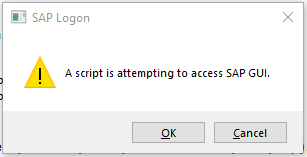 SAP Logon
A script is attempting to access SAP GUI.
OK
Cancel